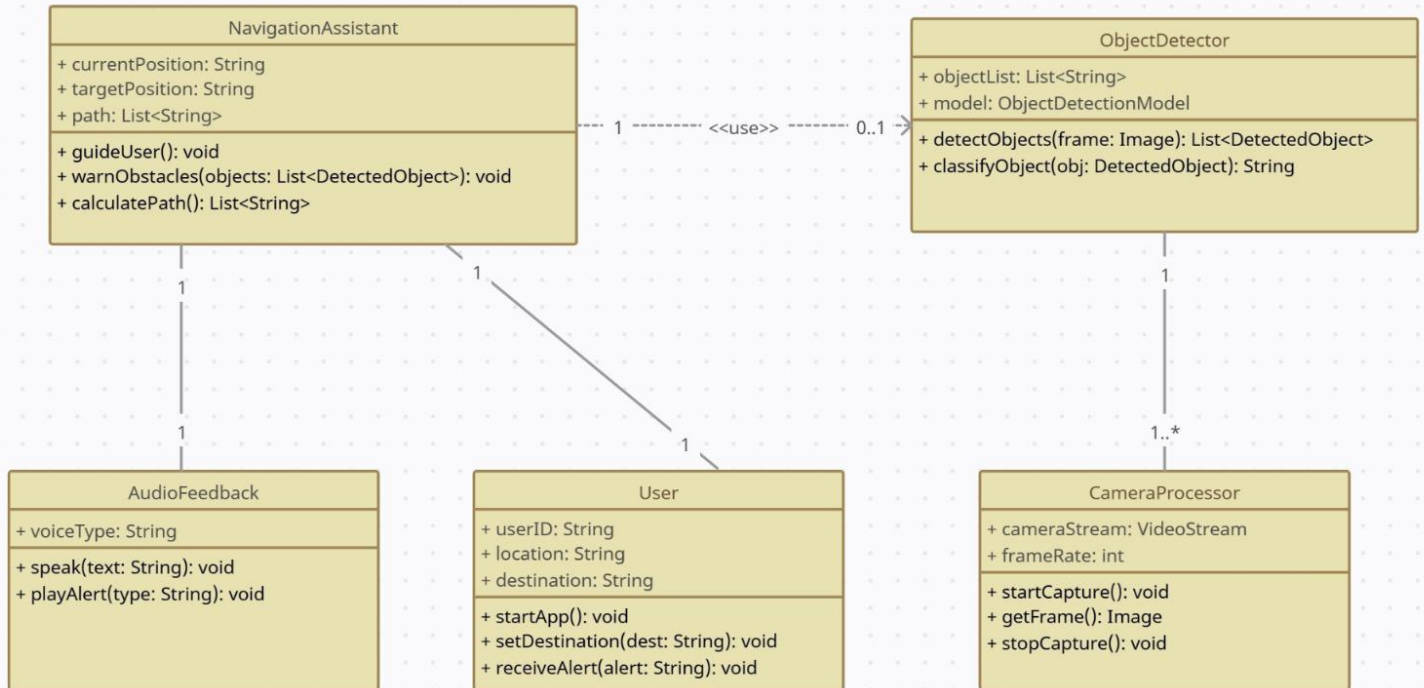 NavigationAssistant
+ currentPosition: String
+ targetPosition: String
+ path: List<String>
+ guideUser(): void
+ warnObstacles(objects: List<DetectedObject>): void
+ calculatePath(): List<String>
1
<<use>>
0..1
ObjectDetector
+ objectList: List<String>
+ model: ObjectDetectionModel
+ detectObjects(frame: Image): List<DetectedObject>
+ classifyObject(obj: DetectedObject): String
1
1
1
1
1
1..*
AudioFeedback
+ voiceType: String
+ speak(text: String): void
+ playAlert(type: String): void
User
+ userID: String
+ location: String
+ destination: String
+ startApp(): void
+ setDestination(dest: String): void
+ receiveAlert(alert: String): void
CameraProcessor
+ cameraStream: VideoStream
+ frameRate: int
+ startCapture(): void
+ getFrame(): Image
+ stopCapture(): void